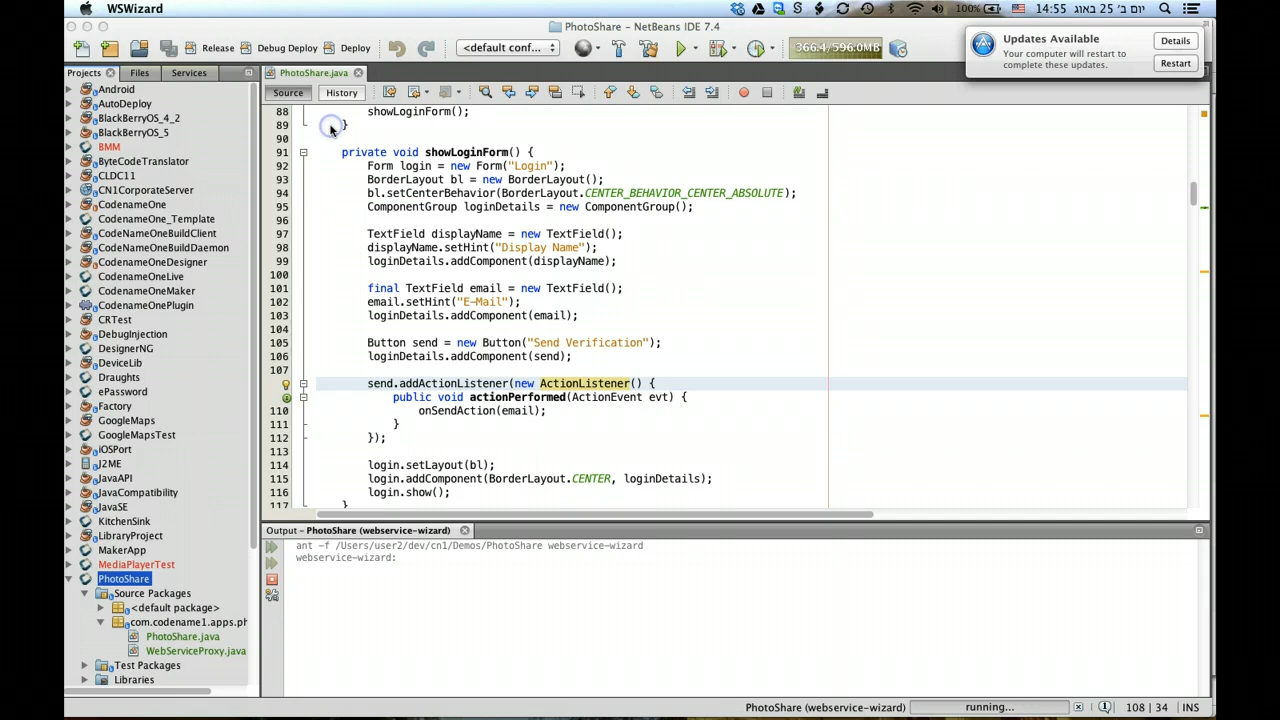 WSWizard
100%
14:55 יום ב׳ 25 באוג
PhotoShare - NetBeans IDE 7.4
Updates Available
Your computer will restart to
complete these updates.
Details
Restart
Release
Debug Deploy
Deploy
<default conf...
366.4/596.0MB
Projects
Files
Services
PhotoShare.java
Source
History
Android
AutoDeploy
BlackBerryOS_4_2
BlackBerryOS_5
BMM
ByteCodeTranslator
CLDC11
CN1CorporateServer
CodenameOne
CodenameOne_Template
CodeNameOneBuildClient
CodeNameOneBuildDaemon
CodenameOneDesigner
CodenameOneLive
CodenameOneMaker
CodenameOnePlugin
CRTest
DebugInjection
DesignerNG
DeviceLib
Draughts
ePassword
Factory
GoogleMaps
GoogleMapsTest
iOSPort
J2ME
JavaAPI
JavaCompatibility
JavaSE
KitchenSink
LibraryProject
MakerApp
MediaPlayerTest
PhotoShare
Source Packages
<default package>
com.codename1.apps.ph
PhotoShare.java
WebServiceProxy.java
Test Packages
Libraries
88 showLoginForm();
89 }
90
91 private void showLoginForm() {
92 Form login = new Form("Login");
93 BorderLayout bl = new BorderLayout();
94 bl.setCenterBehavior(BorderLayout.CENTER_BEHAVIOR_CENTER_ABSOLUTE);
95 ComponentGroup loginDetails = new ComponentGroup();
96
97 TextField displayName = new TextField();
98 displayName.setHint("Display Name");
99 loginDetails.addComponent(displayName);
100
101 final TextField email = new TextField();
102 email.setHint("E-Mail");
103 loginDetails.addComponent(email);
104
105 Button send = new Button("Send Verification");
106 loginDetails.addComponent(send);
107
send.addActionListener(new ActionListener() {
public void actionPerformed(ActionEvent evt) {
110 onSendAction(email);
111 }
112 });
113
114 login.setLayout(bl);
115 login.addComponent(BorderLayout.CENTER, loginDetails);
116 login.show();
117 }
Output - PhotoShare (webservice-wizard)
ant -f /Users/user2/dev/cn1/Demos/PhotoShare webservice-wizard
webservice-wizard:
PhotoShare (webservice-wizard)
running...
108 | 34
INS